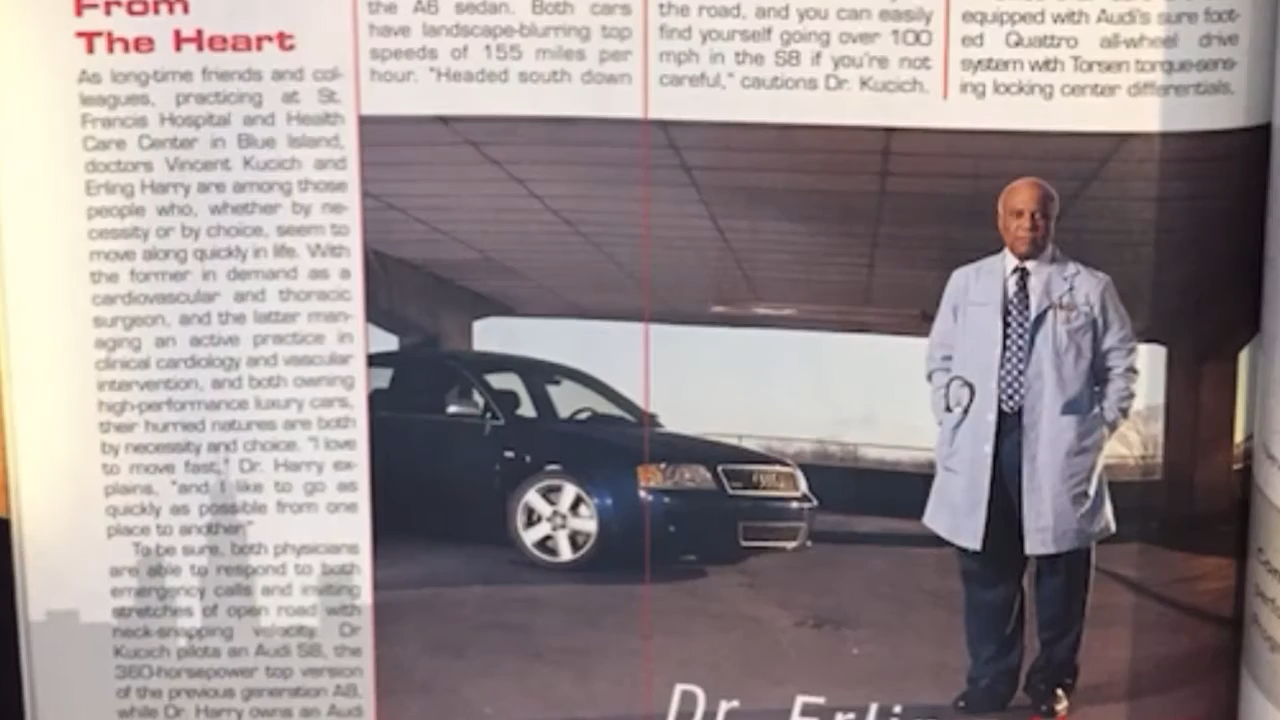 From
The Heart
As long-time friends and col-
leagues, practicing at St.
Francis Hospital and Health
Care Center in Blue Island,
doctors Vincent Kucich and
Erling Harry are among those
people who, whether by ne-
cessity or by choice, seem to
move along quickly in life. With
the former in demand as a
cardiovascular and thoracic
surgeon, and the latter man-
aging an active practice in
clinical cardiology and vascular
intervention, and both owning
high-performance luxury cars,
their hurried natures are both
by necessity and choice. "I love
to move fast," Dr. Harry ex-
plains, "and I like to go as
quickly as possible from one
place to another."
To be sure, both physicians
are able to respond to both
emergency calls and inviting
stretches of open road with
neck-snapping velocity. Dr
Kucich pilots an Audi S8, the
360-horsepower top version
of the previous generation A8,
while Dr. Harry owns an Audi
the A6 sedan. Both cars
have landscape-blurring top
speeds of 155 miles per
hour. "Headed south down
the road, and you can easily
find yourself going over 100
mph in the S8 if you're not
careful," cautions Dr. Kucich.
equipped with Audi's sure foot-
ed Quattro all-wheel drive
system with Torsen torque-sens-
ing locking center differentials.
Dr. Erlin